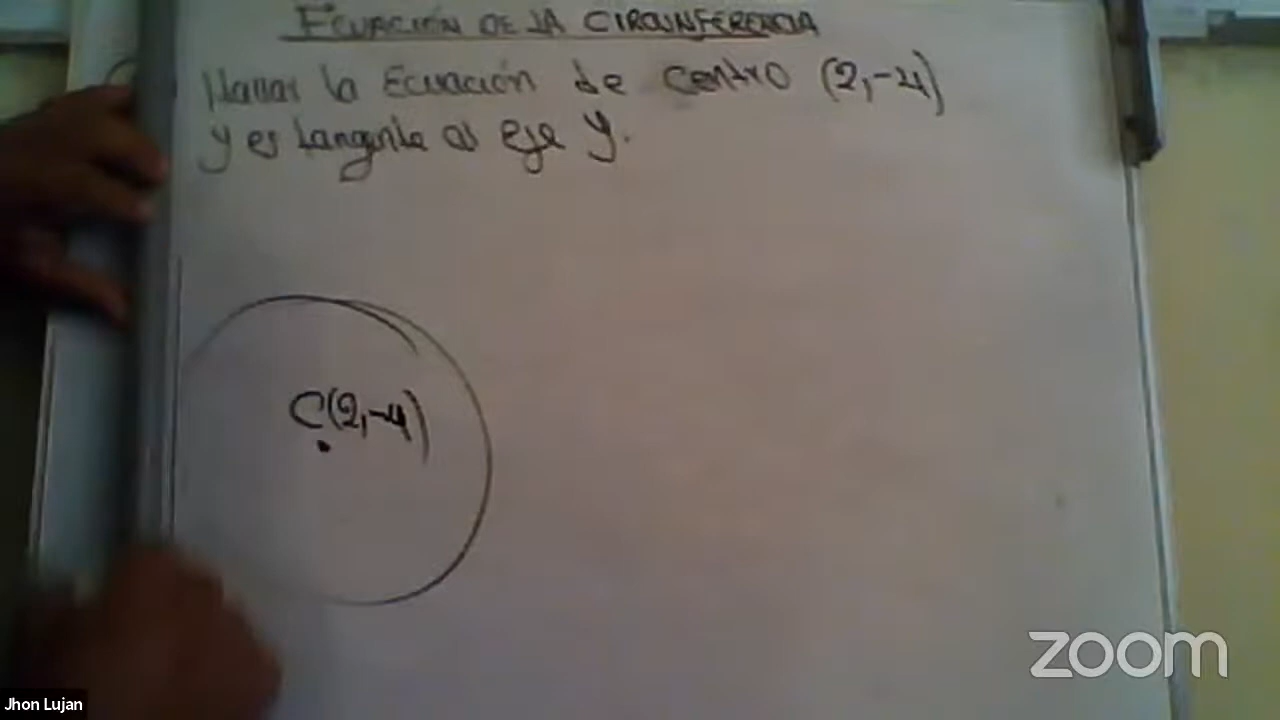 ECUACIÓN DE LA CIRCUNFERENCIA
Hallar la Ecuación de centro (2,-4)
y es tangente al eje y.
C(2,-4)
zoom
Jhon Lujan